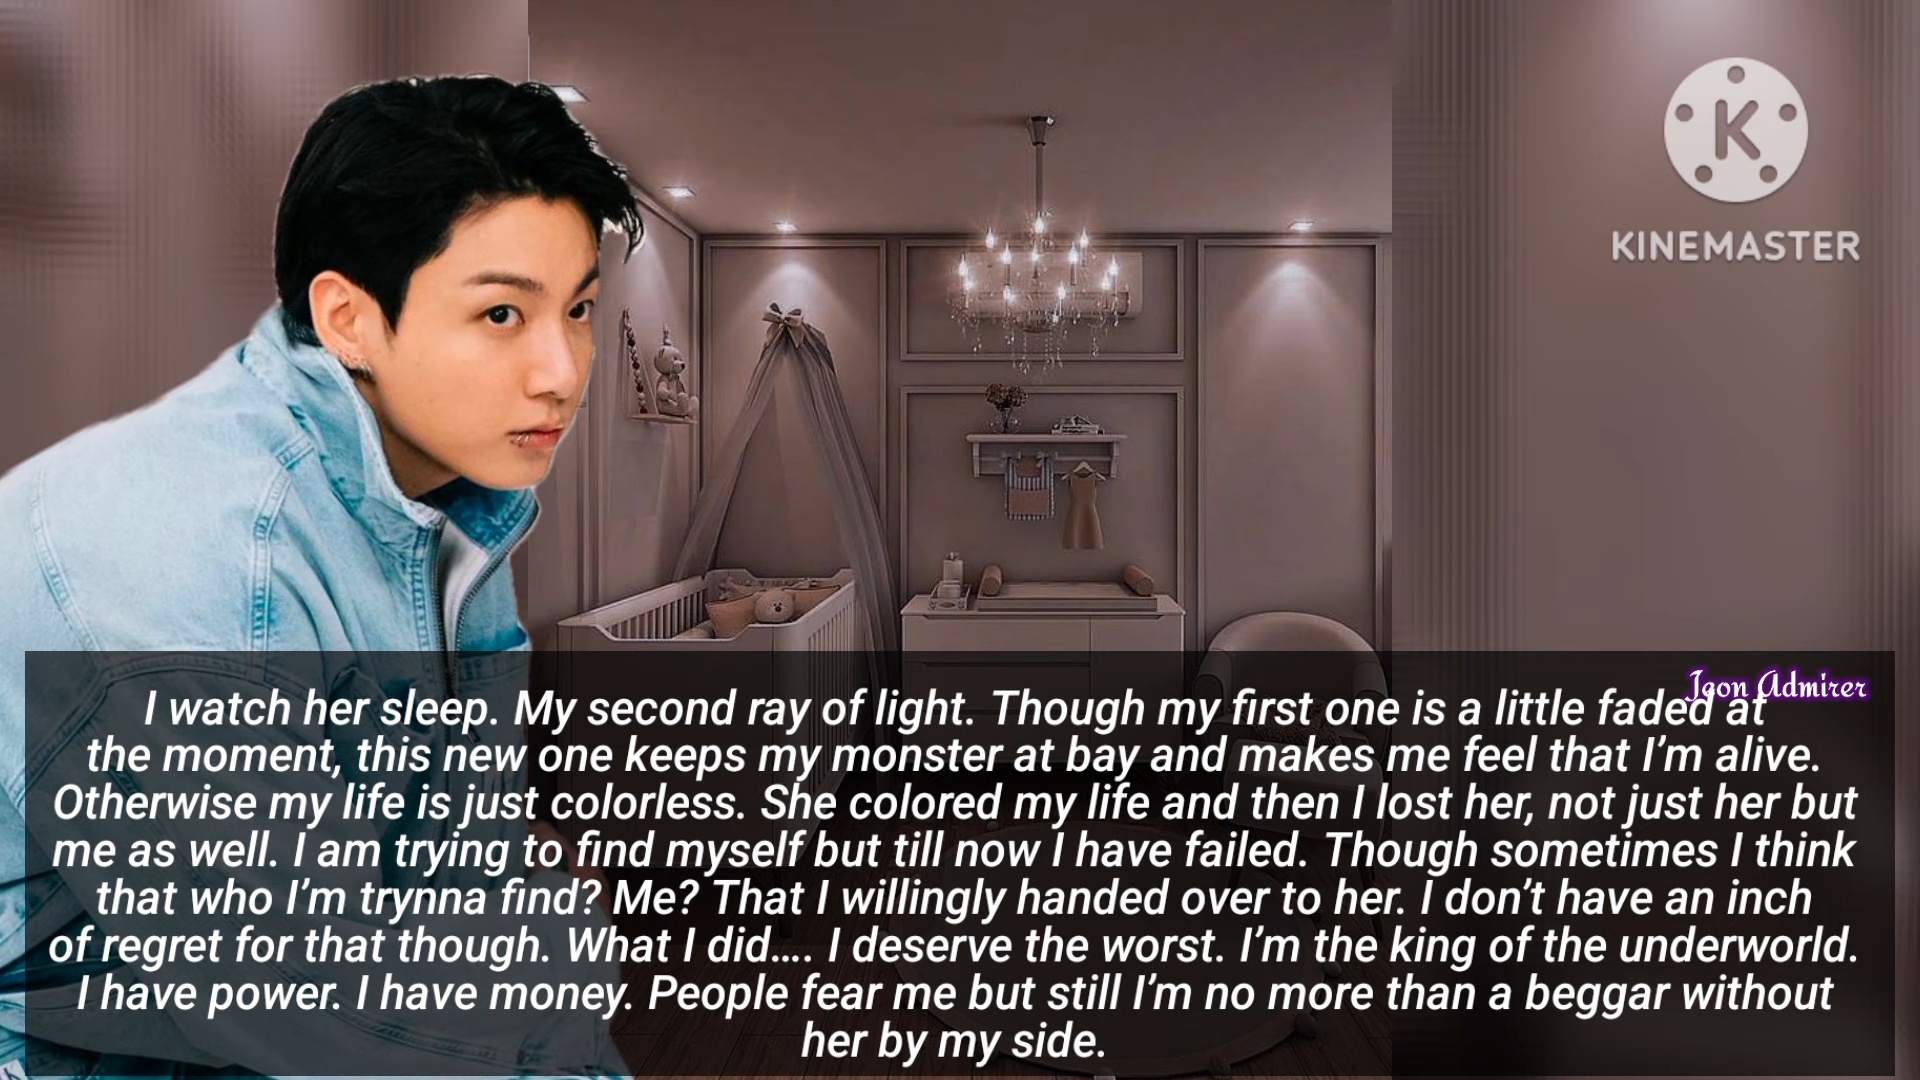 KINEMASTER
Jeon Admirer
I watch her sleep. My second ray of light. Though my first one is a little faded at
the moment, this new one keeps my monster at bay and makes me feel that I’m alive.
Otherwise my life is just colorless. She colored my life and then I lost her, not just her but
me as well. I am trying to find myself but till now I have failed. Though sometimes I think
that who I’m trynna find? Me? That I willingly handed over to her. I don’t have an inch
of regret for that though. What I did.... I deserve the worst. I’m the king of the underworld.
I have power. I have money. People fear me but still I’m no more than a beggar without
her by my side.